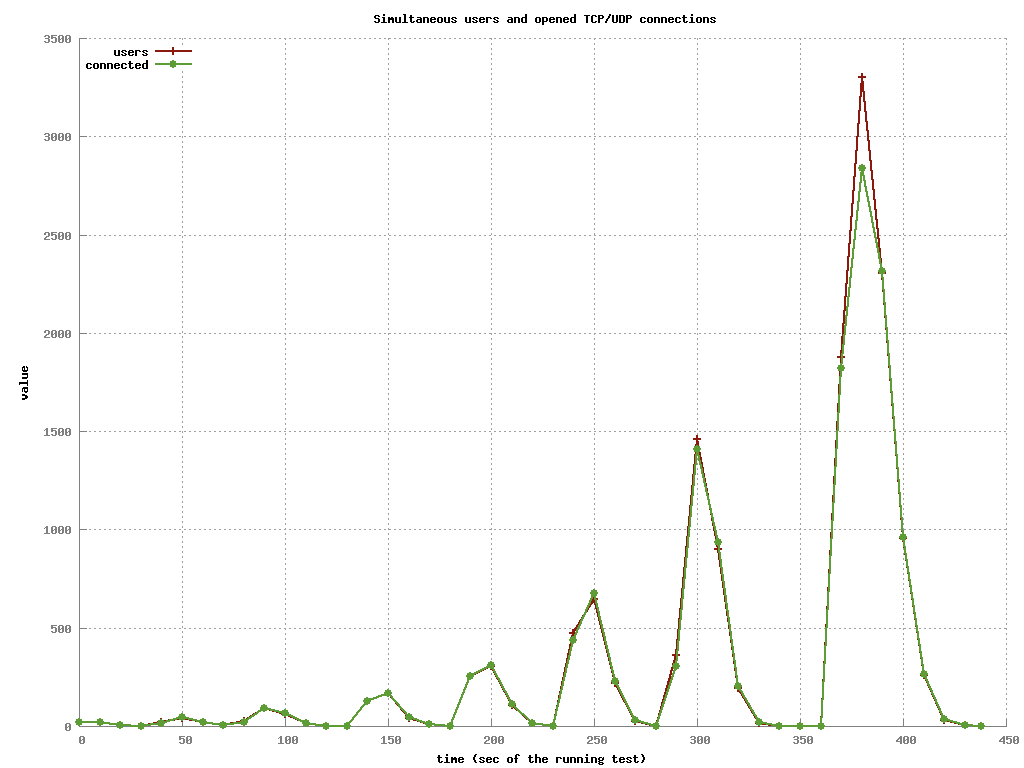 Simultaneous users and opened TCP/UDP connections
users
connected
3500
3000
2500
2000
1500
1000
500
0
value
0 50 100 150 200 250 300 350 400 450
time (sec of the running test)